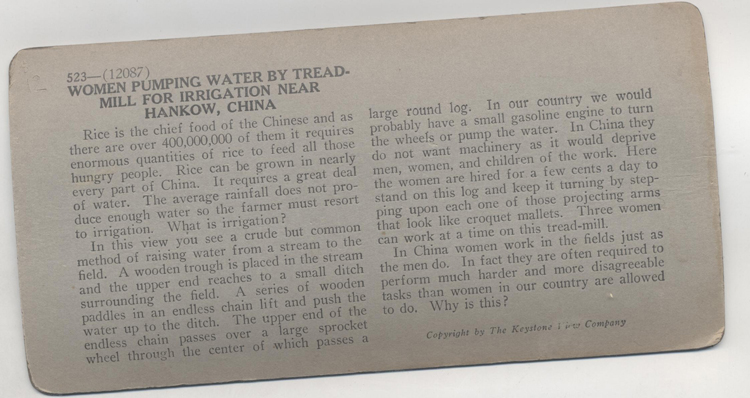 523—(12087)
WOMEN PUMPING WATER BY TREAD-
MILL FOR IRRIGATION NEAR
HANKOW, CHINA
Rice is the chief food of the Chinese and as
there are over 400,000,000 of them it requires
enormous quantities of rice to feed all those
hungry people. Rice can be grown in nearly
every part of China. It requires a great deal
of water. The average rainfall does not pro-
duce enough water so the farmer must resort
to irrigation. What is irrigation?
In this view you see a crude but common
method of raising water from a stream to the
field. A wooden trough is placed in the stream
and the upper end reaches to a small ditch
surrounding the field. A series of wooden
paddles in an endless chain lift and push the
water up to the ditch. The upper end of the
endless chain passes over a large sprocket
wheel through the center of which passes a
large round log. In our country we would
probably have a small gasoline engine to turn
the wheels or pump the water. In China they
do not want machinery as it would deprive
men, women, and children of the work. Here
the women are hired for a few cents a day to
stand on this log and keep it turning by step-
ping upon each one of those projecting arms
that look like croquet mallets. Three women
can work at a time on this tread-mill.
In China women work in the fields just as
the men do. In fact they are often required to
perform much harder and more disagreeable
tasks than women in our country are allowed
to do. Why is this?
Copyright by The Keystone Company